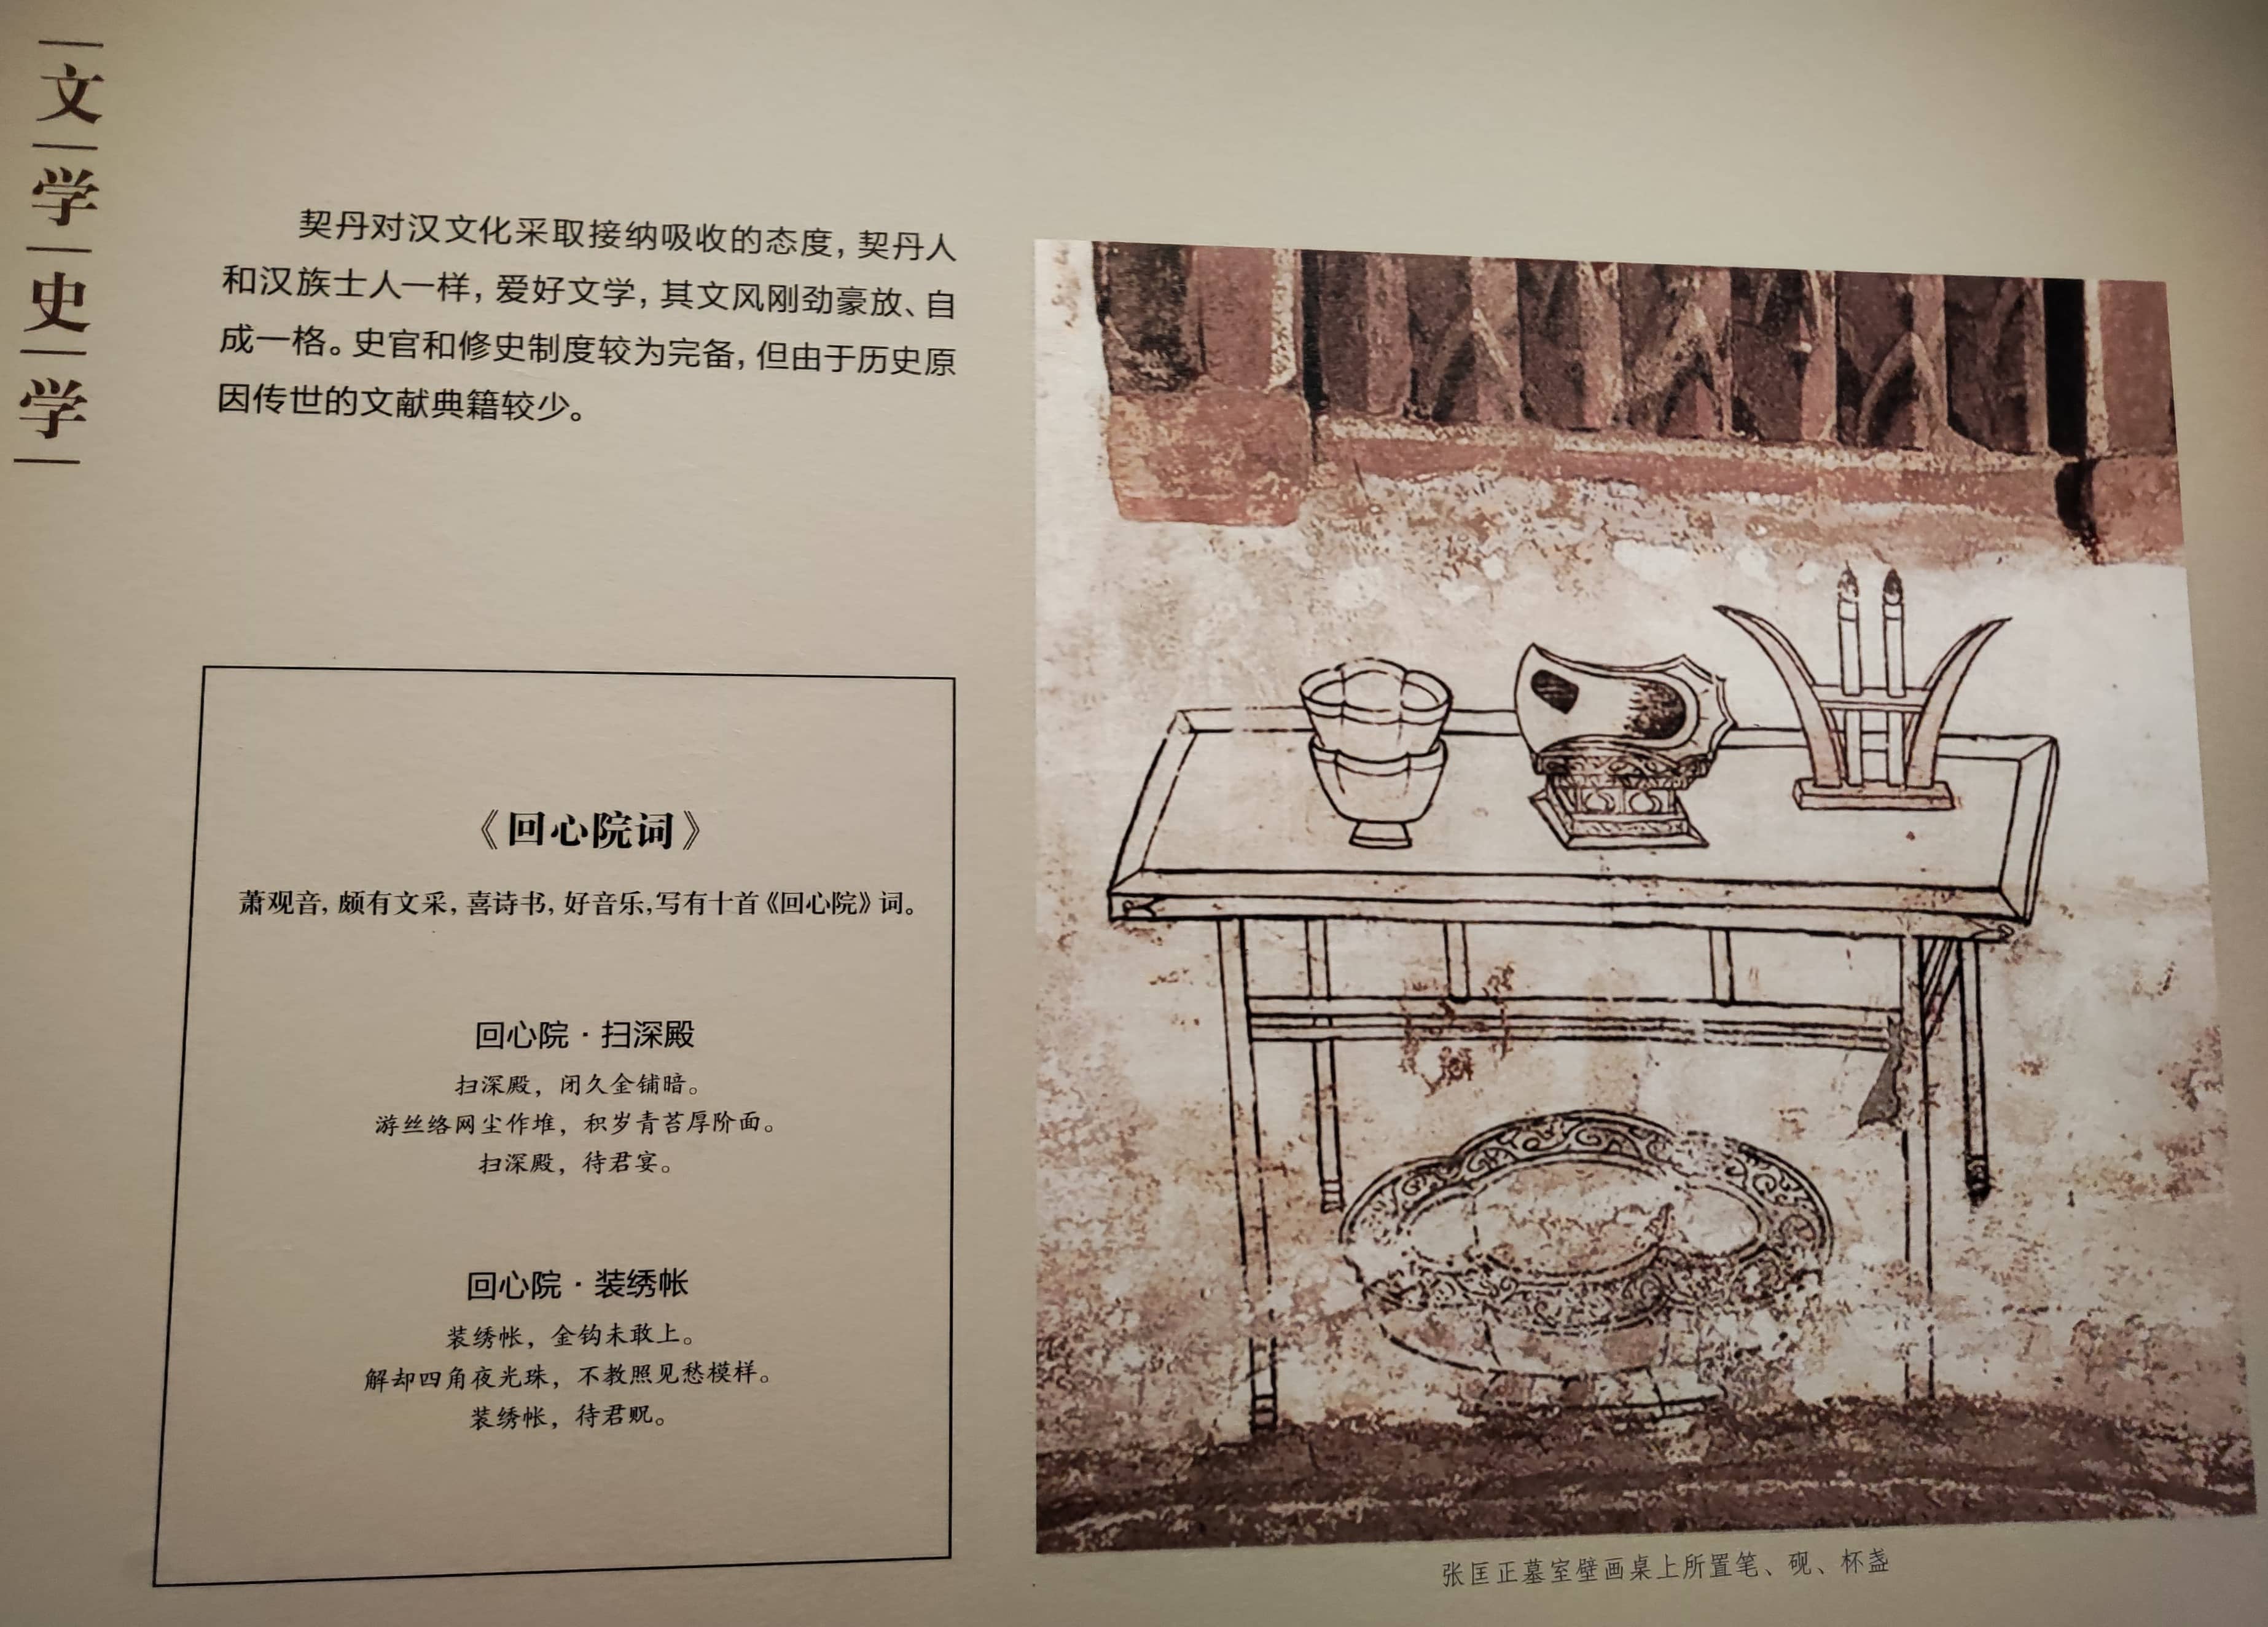 文学史学
契丹对汉文化采取接纳吸收的态度，契丹人
和汉族士人一样，爱好文学，其文风刚劲豪放、自
成一格。史官和修史制度较为完备，但由于历史原
因传世的文献典籍较少。
《回心院词》
萧观音，颇有文采，喜诗书，好音乐，写有十首《回心院》词。
回心院·扫深殿
扫深殿，闭久金铺暗。
游丝络网尘作堆，积岁青苔厚阶面。
扫深殿，待君宴。
回心院·装绣帐
装绣帐，金钩未敢上。
解却四角夜光珠，不教照见愁模样。
装绣帐，待君贶。
张匡正墓室壁画桌上所置笔、砚、杯盏